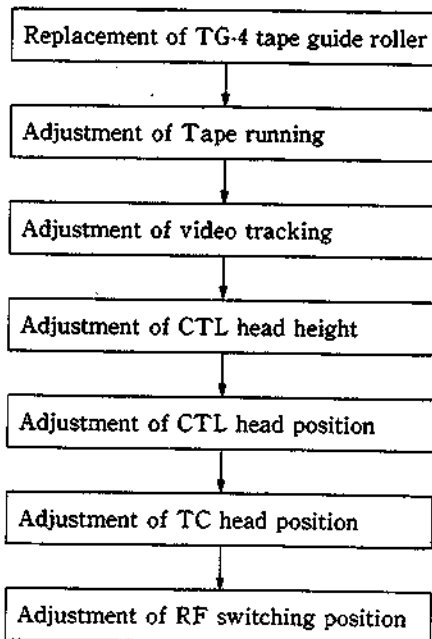 Replacement of TG-4 tape guide roller
Adjustment of Tape running
Adjustment of video tracking
Adjustment of CTL head height
Adjustment of CTL head position
Adjustment of TC head position
Adjustment of RF switching position